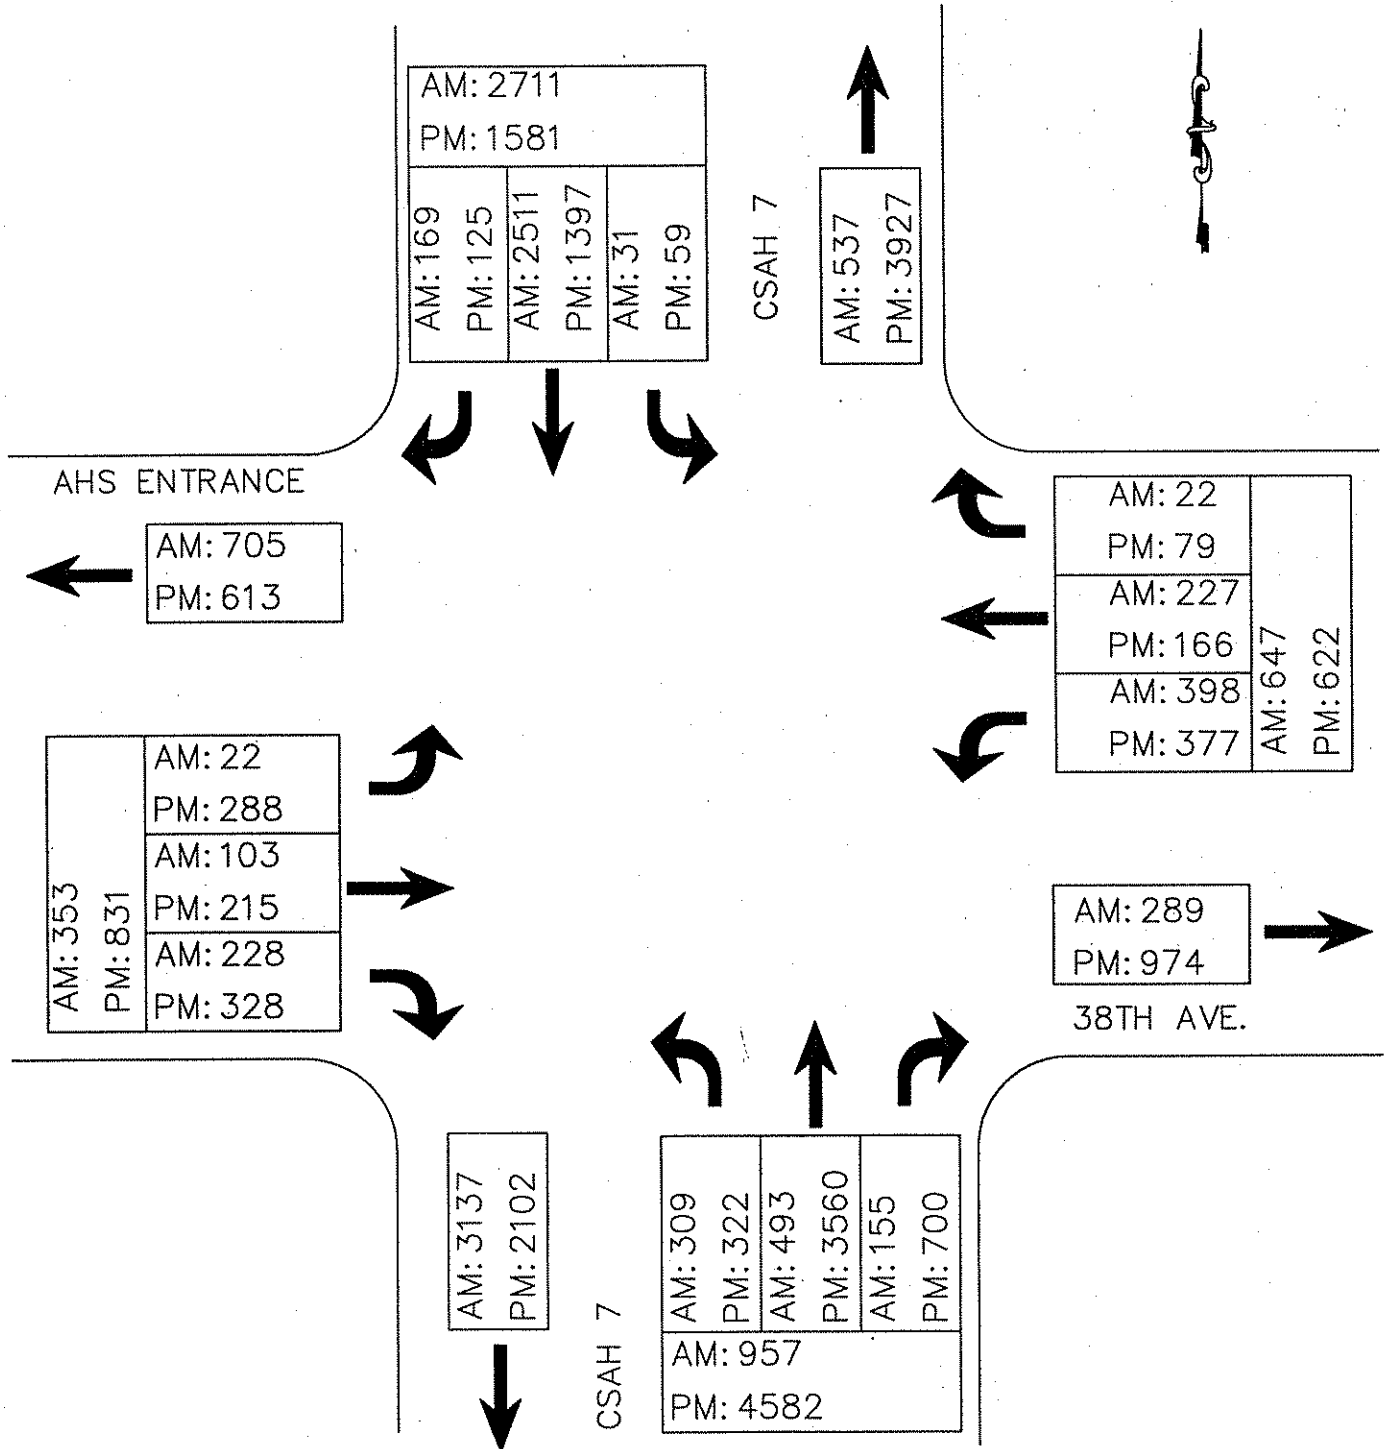 AM: 2711
PM: 1581
AM: 169
PM: 125
AM: 2511
PM: 1397
AM: 31
PM: 59
CSAH 7
AM: 537
PM: 3927
AHS ENTRANCE
AM: 705
PM: 613
AM: 22
PM: 79
AM: 227
PM: 166
AM: 398
PM: 377
AM: 647
PM: 622
AM: 353
PM: 831
AM: 22
PM: 288
AM: 103
PM: 215
AM: 228
PM: 328
AM: 289
PM: 974
38TH AVE.
AM: 3137
PM: 2102
CSAH 7
AM: 309
PM: 322
AM: 493
PM: 3560
AM: 155
PM: 700
AM: 957
PM: 4582